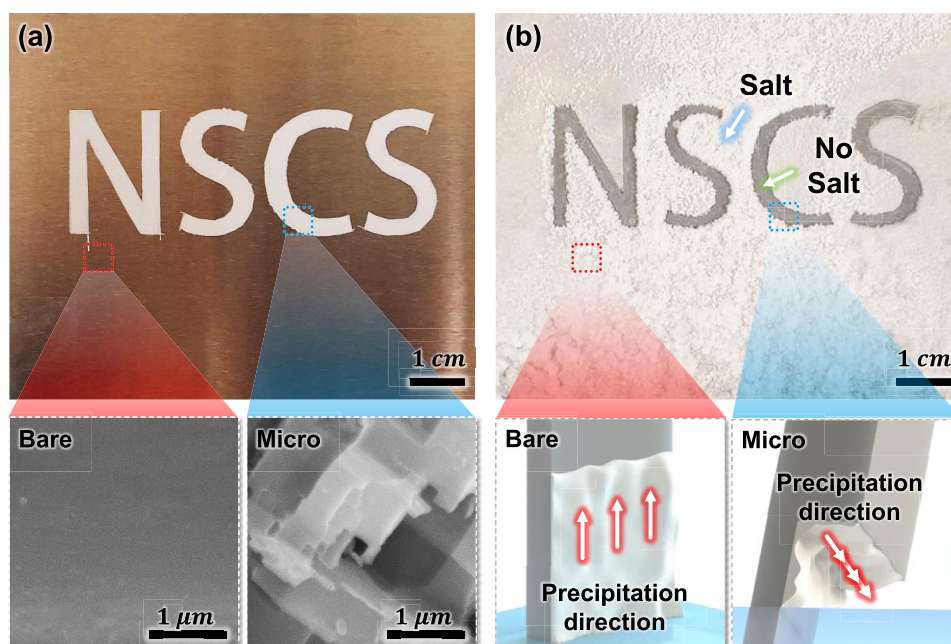 (a)
NSCS
1 cm
Bare
1 μm
Micro
1 μm
(b)
NSCS
Salt
No
Salt
1 cm
Bare
Precipitation
direction
Micro
Precipitation
direction